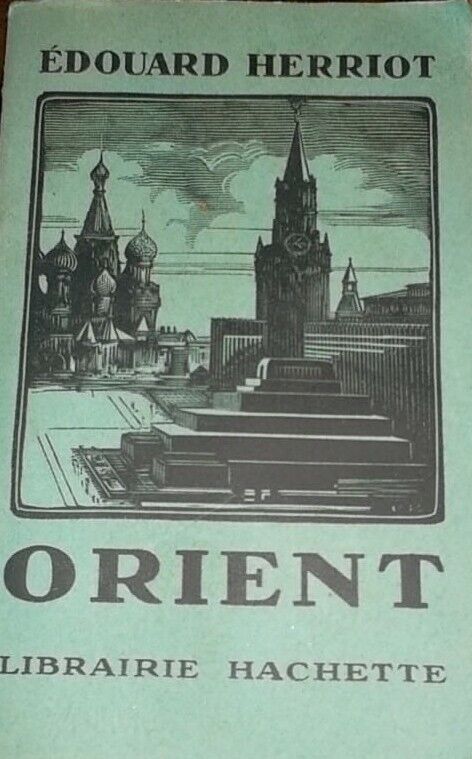 ÉDOUARD HERRIOT
ORIENT
LIBRAIRIE HACHETTE